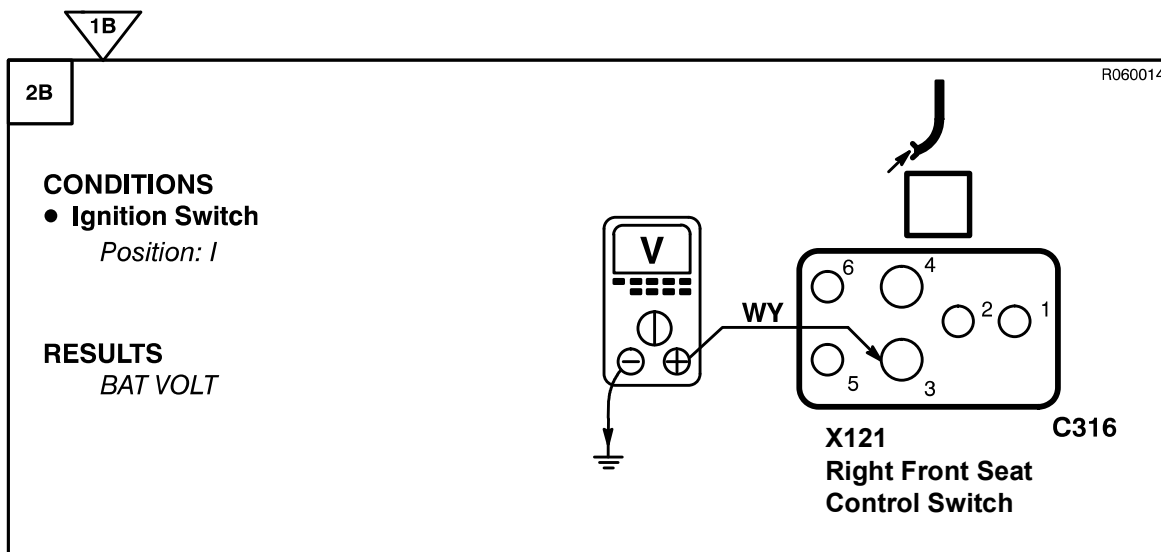 1B
2B
R060014
CONDITIONS
● Ignition Switch
Position: I
RESULTS
BAT VOLT
V
WY
6
4
2
1
5
3
C316
X121
Right Front Seat
Control Switch